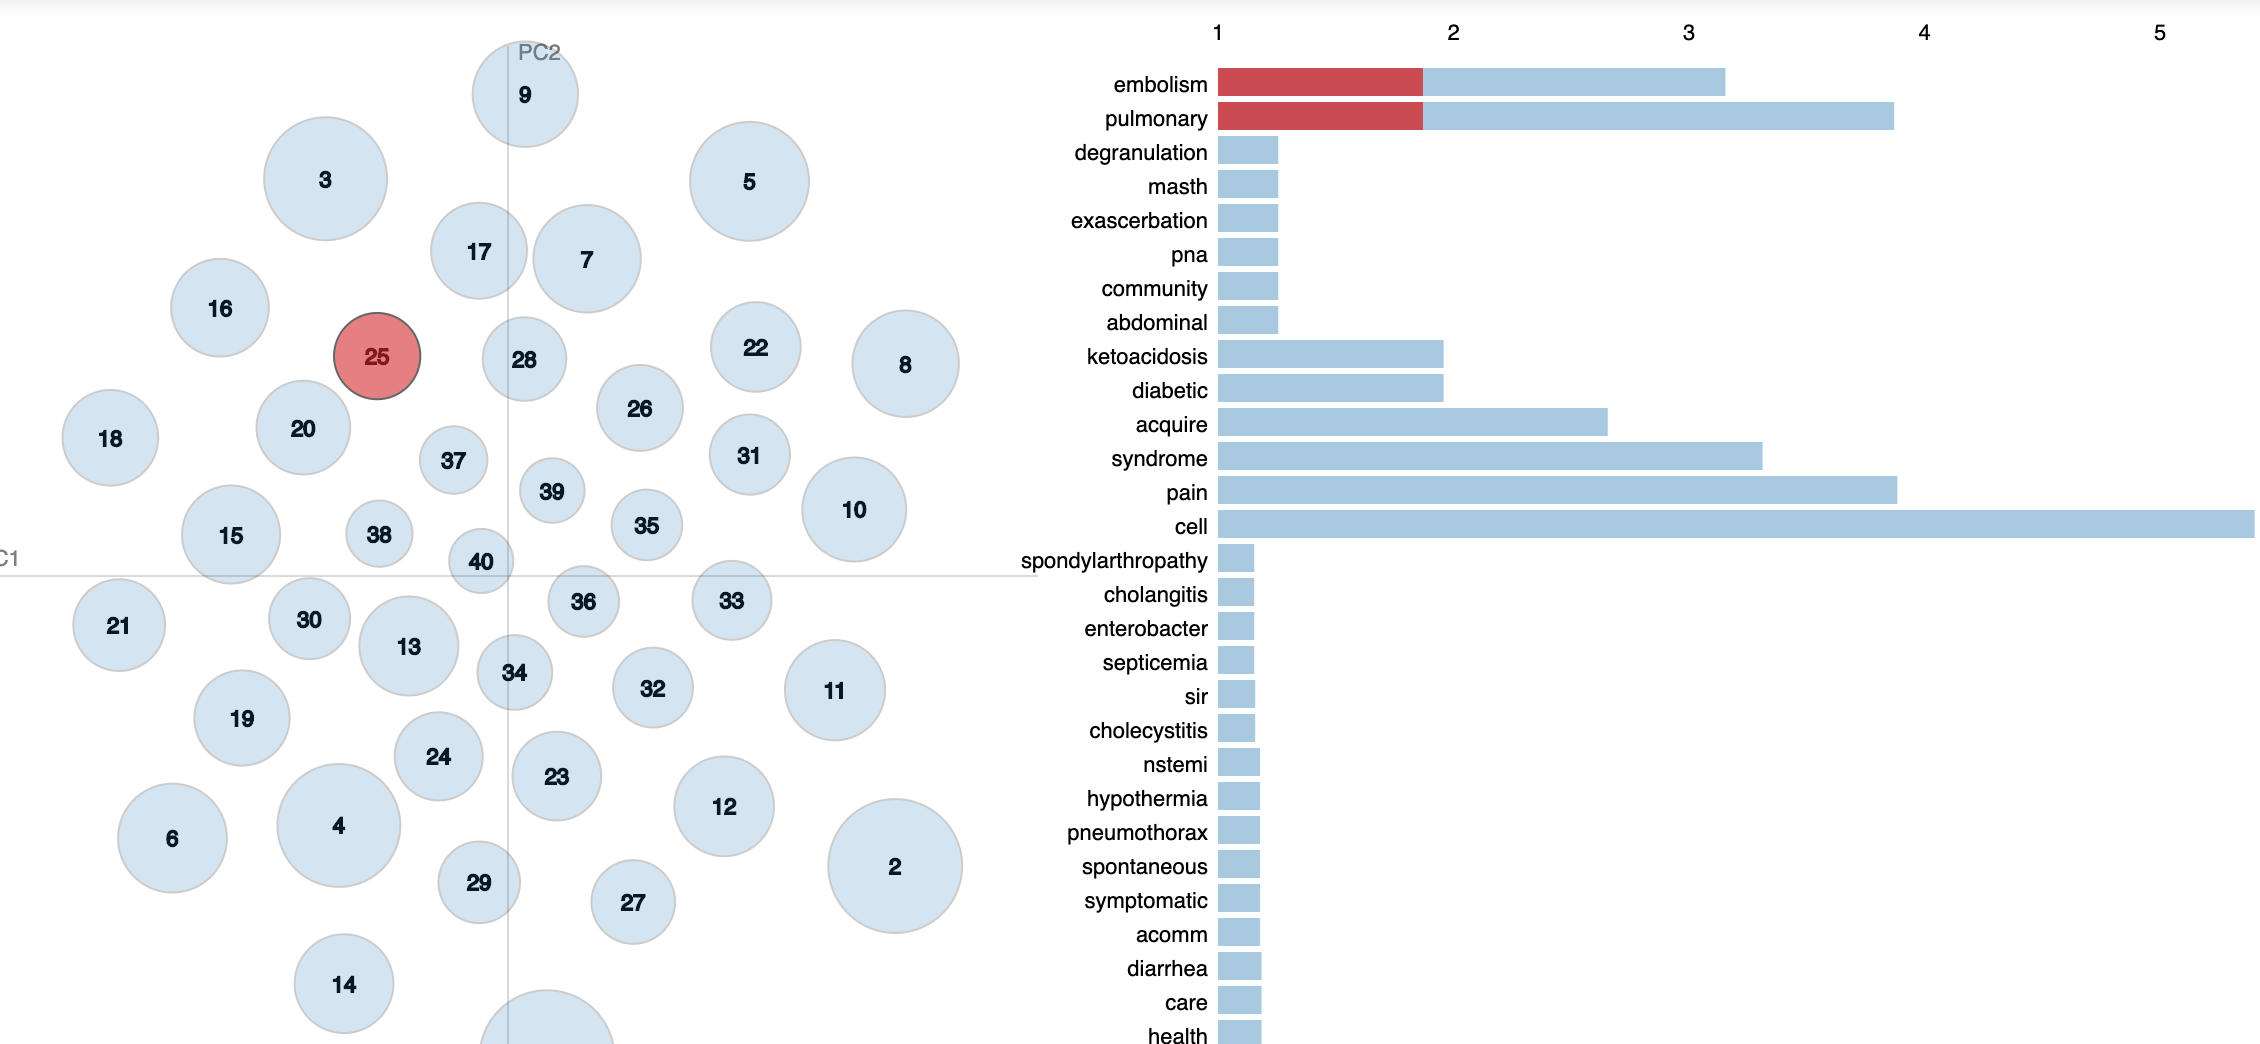 PC2
9
3
5
17
7
16
25
28
22
8
26
18
20
37
31
39
10
15
38
35
40
C1
21
30
13
36
33
34
32
11
19
24
23
12
6
4
2
29
27
14
1 2 3 4 5
embolism
pulmonary
degranulation
masth
exascerbation
pna
community
abdominal
ketoacidosis
diabetic
acquire
syndrome
pain
cell
spondylarthropathy
cholangitis
enterobacter
septicemia
sir
cholecystitis
nstemi
hypothermia
pneumothorax
spontaneous
symptomatic
acomm
diarrhea
care
health